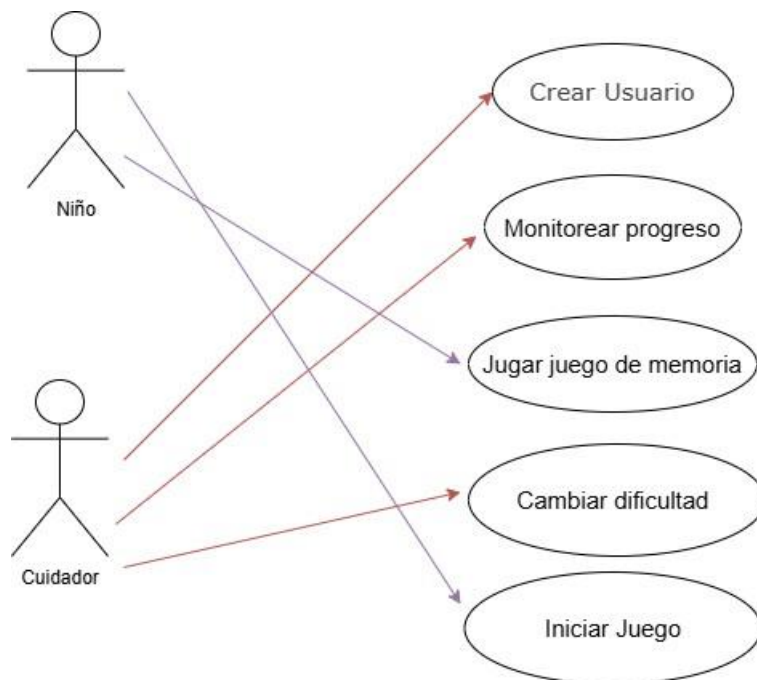 Crear Usuario
Niño
Monitorear progreso
Jugar juego de memoria
Cambiar dificultad
Cuidador
Iniciar Juego